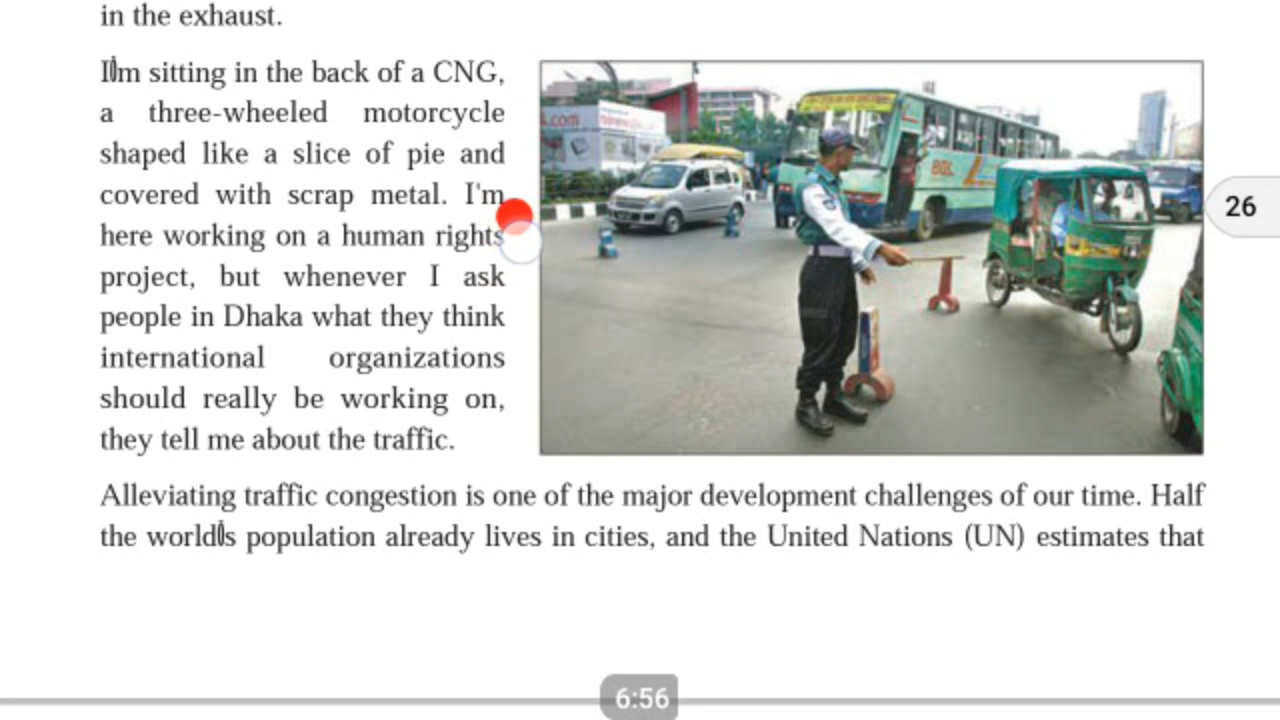 in the exhaust.
I'm sitting in the back of a CNG,
a three-wheeled motorcycle
shaped like a slice of pie and
covered with scrap metal. I'm
here working on a human rights
project, but whenever I ask
people in Dhaka what they think
international organizations
should really be working on,
they tell me about the traffic.
.com
26
Alleviating traffic congestion is one of the major development challenges of our time. Half
the world's population already lives in cities, and the United Nations (UN) estimates that
6:56